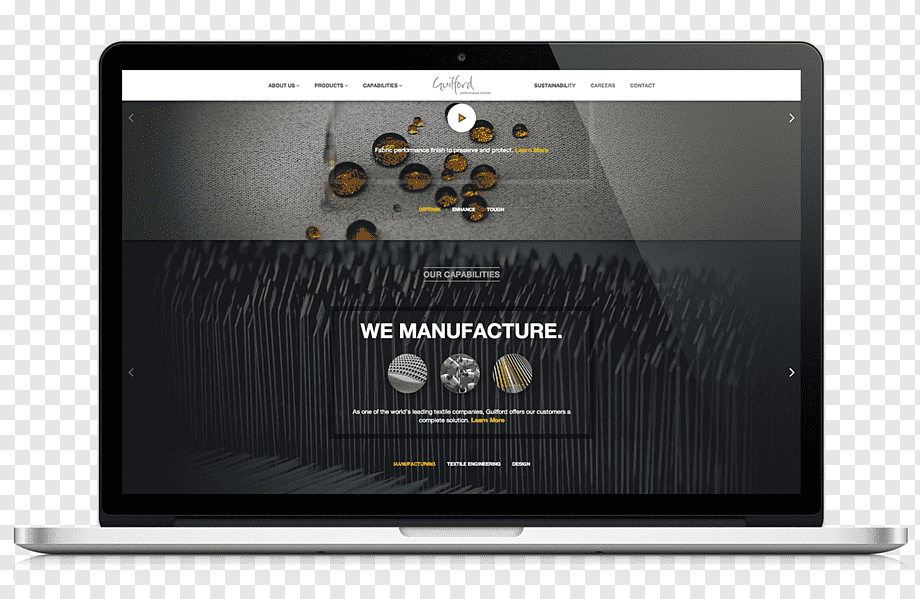 ABOUT US PRODUCTS CAPABILITIES Guilford SUSTAINABILITY CAREERS CONTACT
performance textiles
Fabric performance finish to preserve and protect. Learn More
DEFENSE ENHANCE TOUGH
OUR CAPABILITIES
WE MANUFACTURE.
As one of the world's leading textile companies, Guilford offers our customers a
complete solution. Learn More
MANUFACTURING TEXTILE ENGINEERING DESIGN